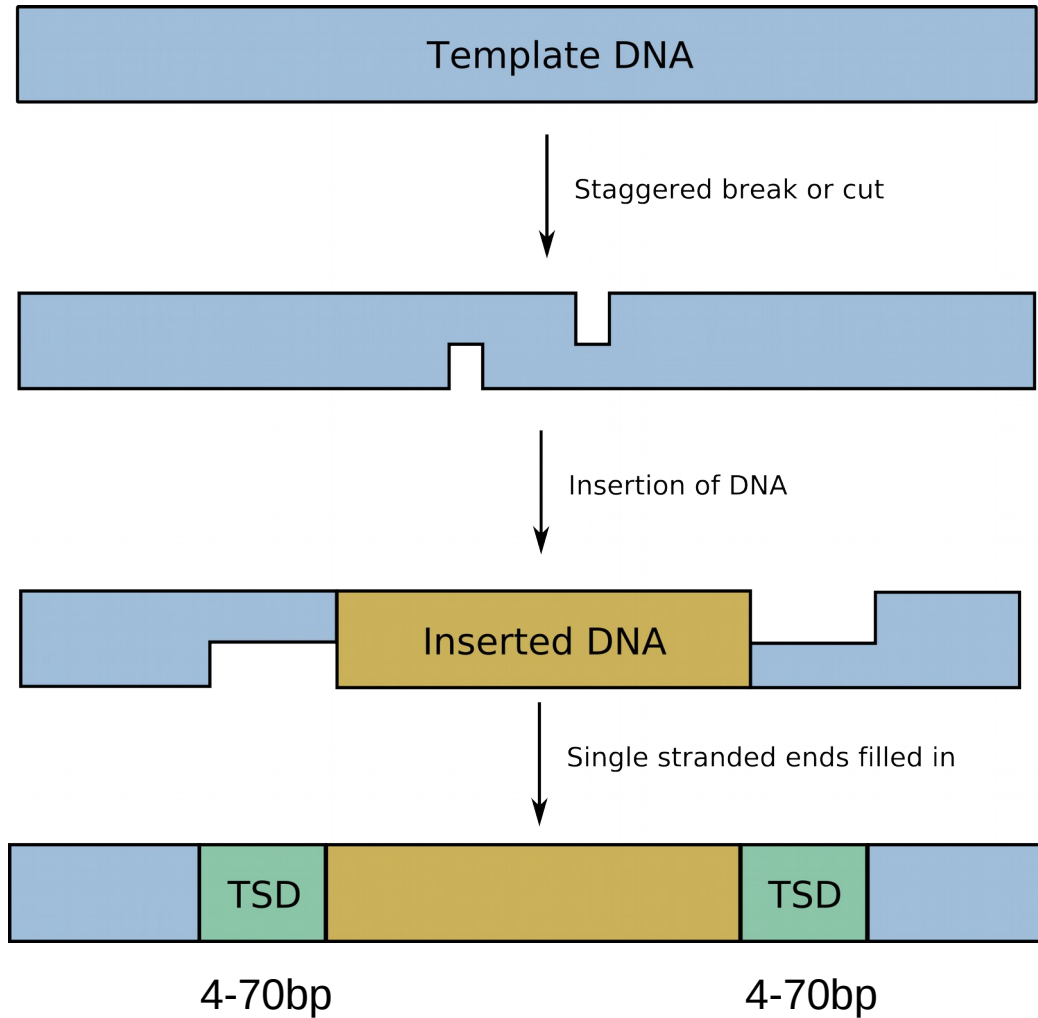 Template DNA
Staggered break or cut
Insertion of DNA
Inserted DNA
Single stranded ends filled in
TSD TSD
4-70bp 4-70bp